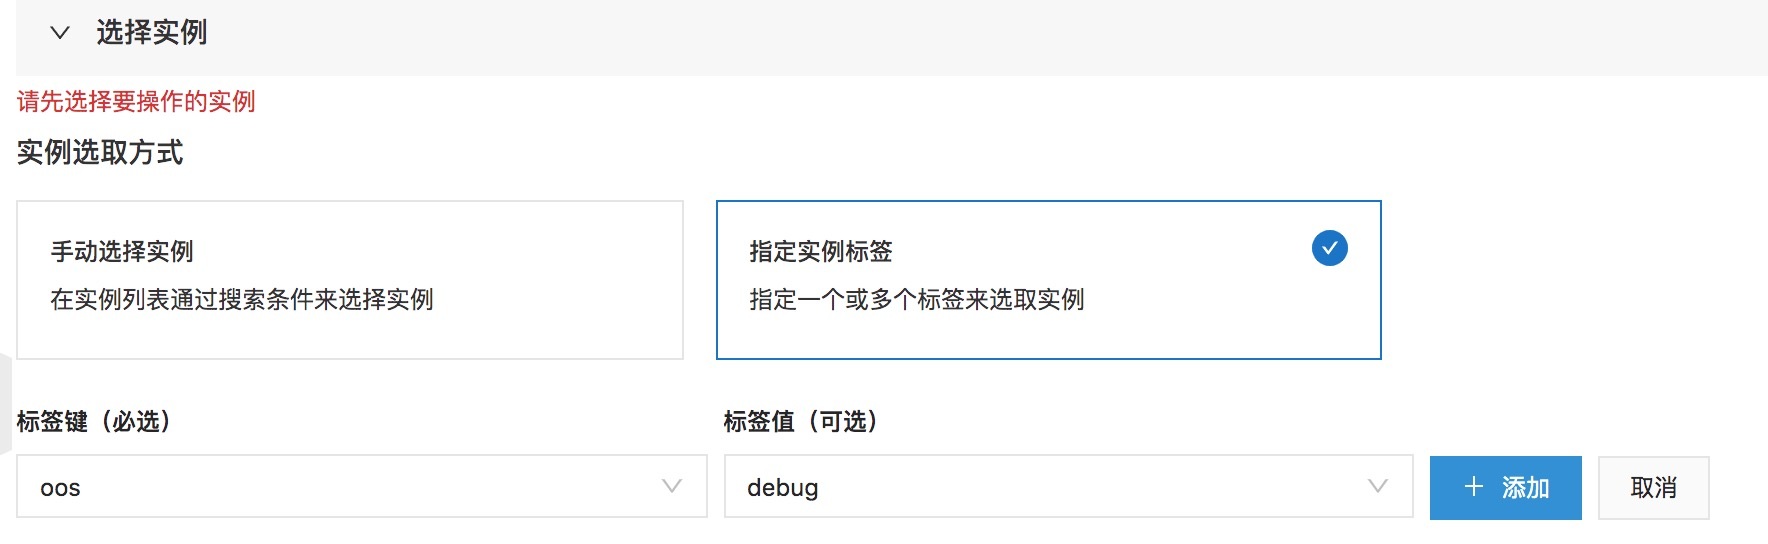 选择实例
请先选择要操作的实例
实例选取方式
手动选择实例
在实例列表通过搜索条件来选择实例
指定实例标签
指定一个或多个标签来选取实例
标签键（必选）
标签值（可选）
oos
debug
添加
取消